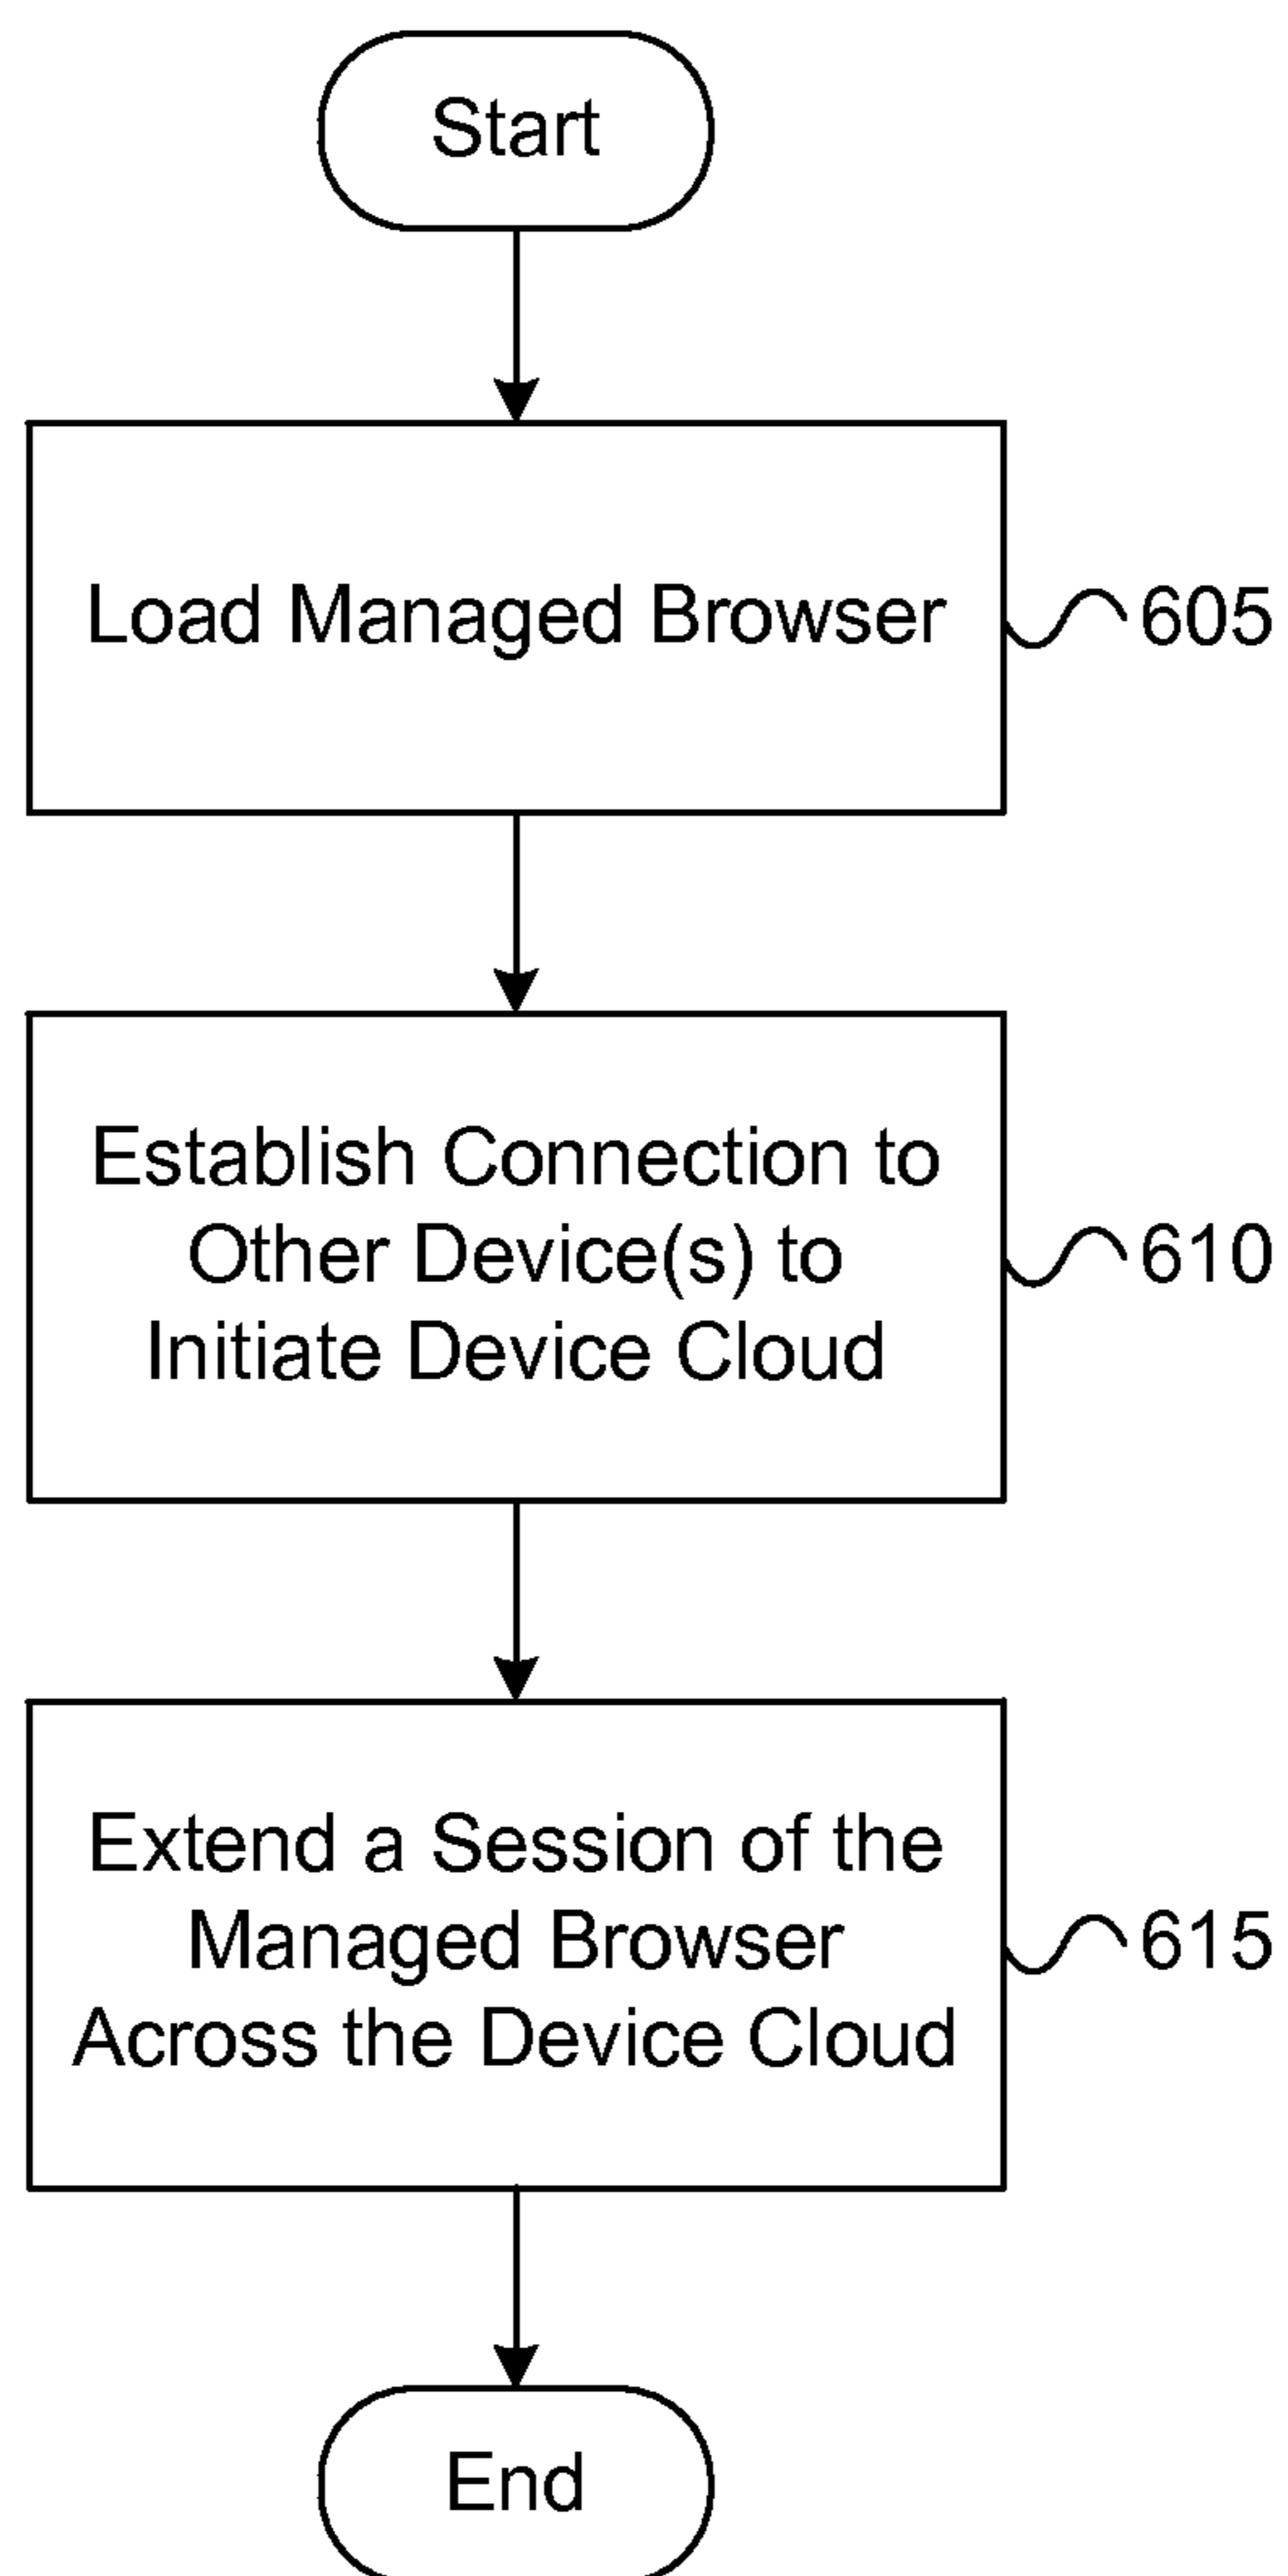 Start
Load Managed Browser
605
Establish Connection to
Other Device(s) to
Initiate Device Cloud
610
Extend a Session of the
Managed Browser
Across the Device Cloud
615
End